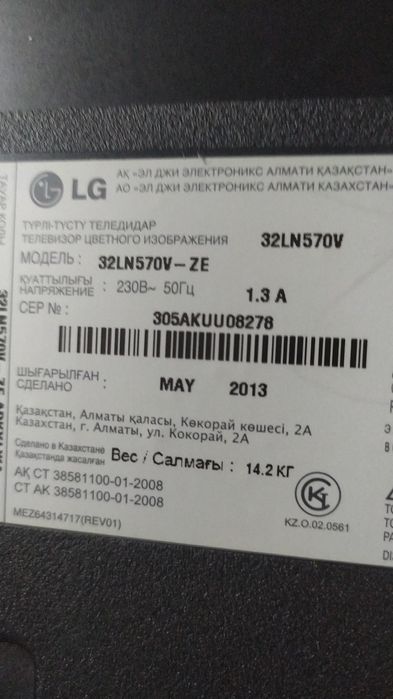 LG
АҚ «ЭЛ ДЖИ ЭЛЕКТРОНИКС АЛМАТИ ҚАЗАҚСТАН»
АО «ЭЛ ДЖИ ЭЛЕКТРОНИКС АЛМАТИ КАЗАХСТАН»
ТҮРЛІ-ТҮСТҮ ТЕЛЕДИДАР
ТЕЛЕВИЗОР ЦВЕТНОГО ИЗОБРАЖЕНИЯ 32LN570V
МОДЕЛЬ : 32LN570V-ZE
ҚУАТТЫЛЫҒЫ
НАПРЯЖЕНИЕ : 230В~ 50Гц 1.3 A
СЕР № :
305AKUU08278
ШЫҒАРЫЛҒАН
СДЕЛАНО MAY 2013
Қазақстан, Алматы қаласы, Көкорай көшесі, 2А
Казахстан, г. Алматы, ул. Кокорай, 2А
Сделано в Казахстане
Қазақстанда жасалған Вес / Салмағы : 14.2 КГ
АҚ СТ 38581100-01-2008
СТ АК 38581100-01-2008
MEZ64314717(REV01)
KZ.O.02.0561